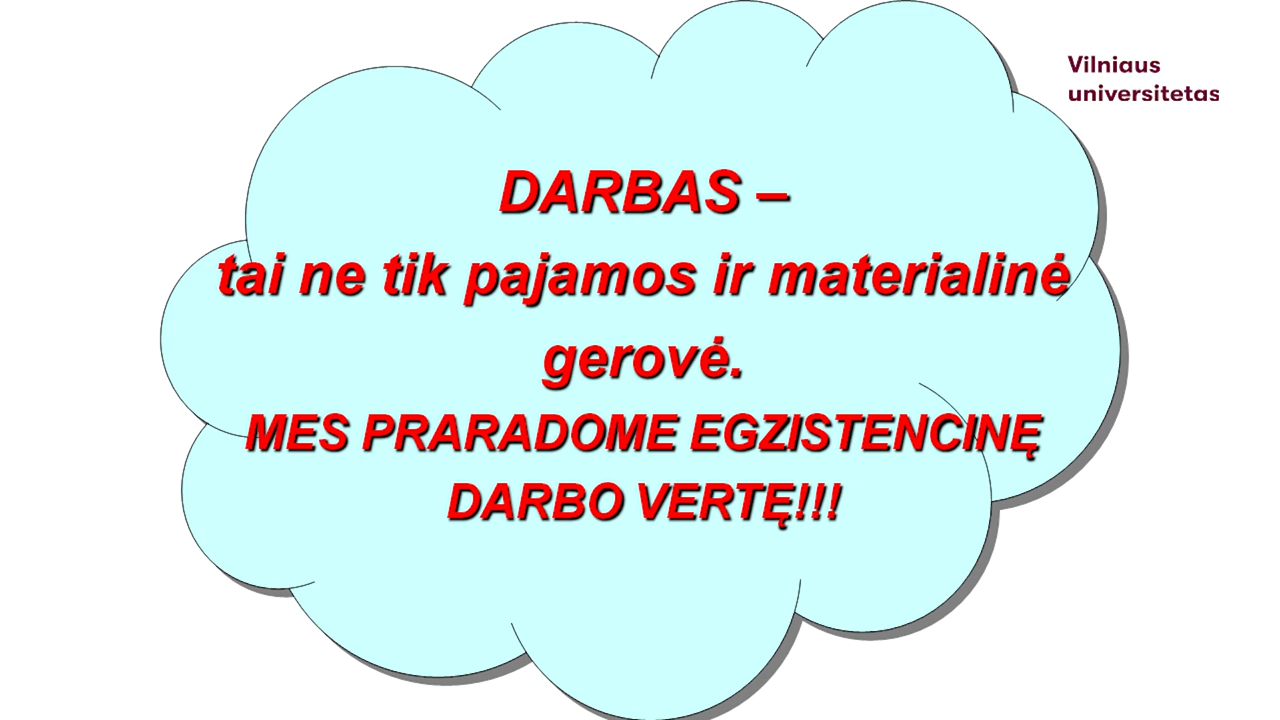 Vilniaus
universitetas
DARBAS –
tai ne tik pajamos ir materialinė
gerovė.
MES PRARADOME EGZISTENCINĘ
DARBO VERTĘ!!!